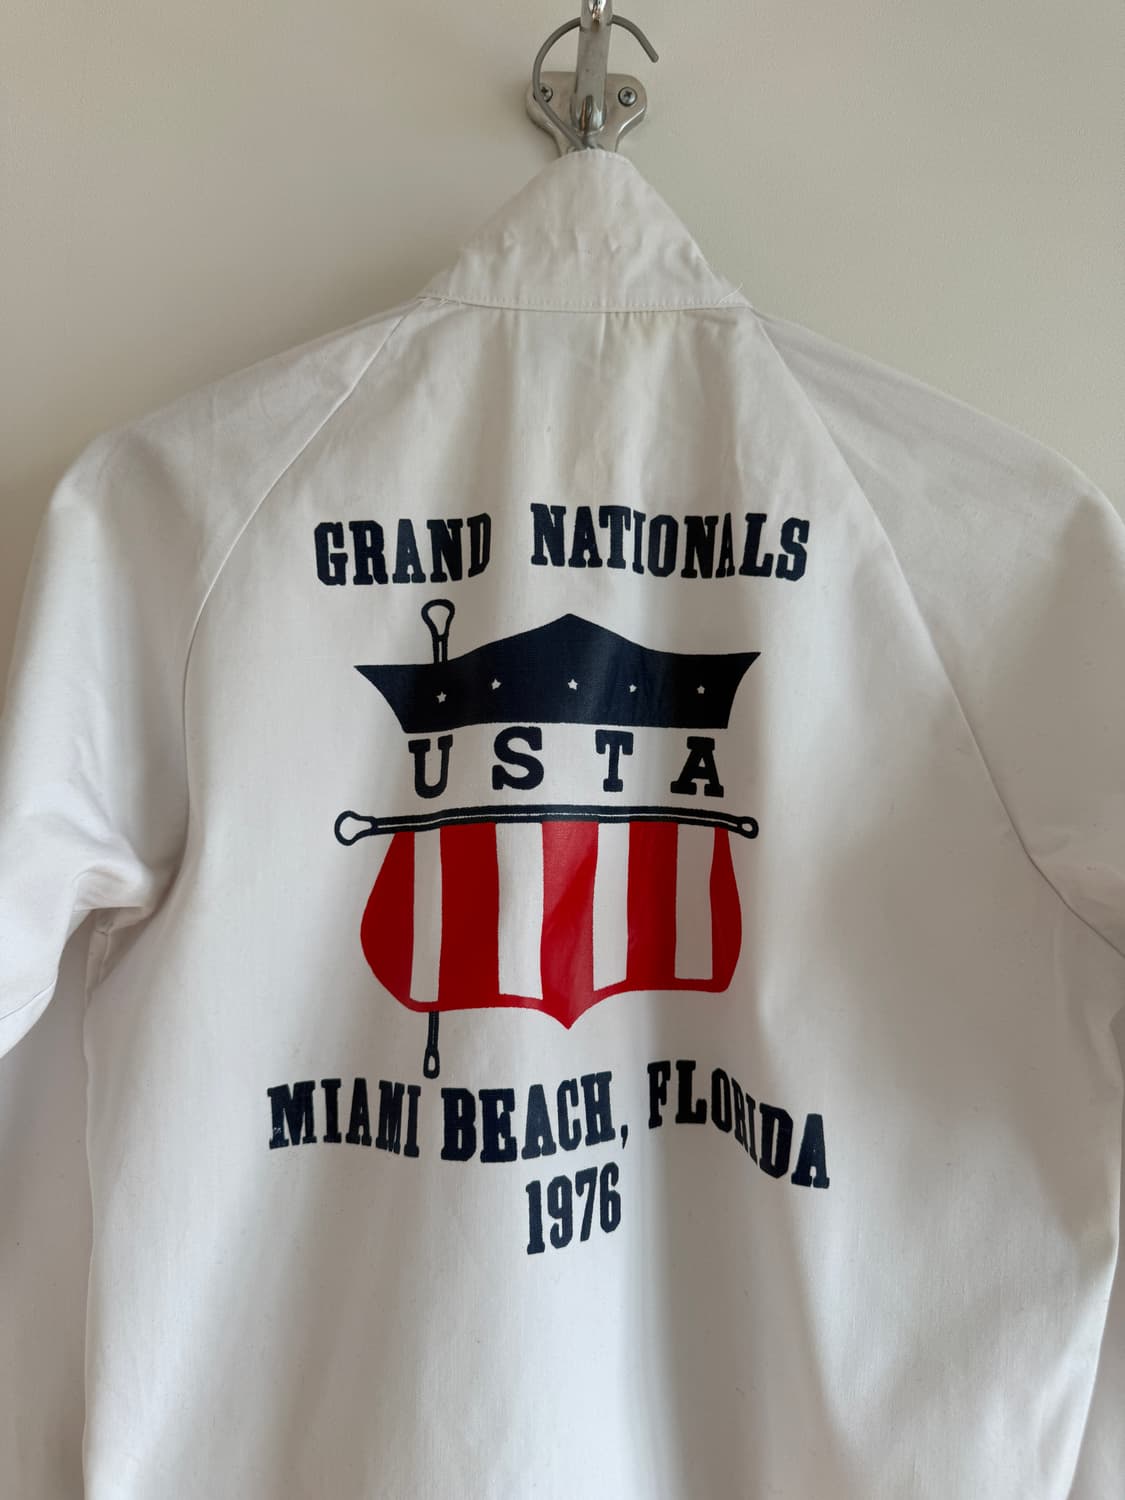 GRAND NATIONALS
USTA
MIAMI BEACH, FLORIDA
1976